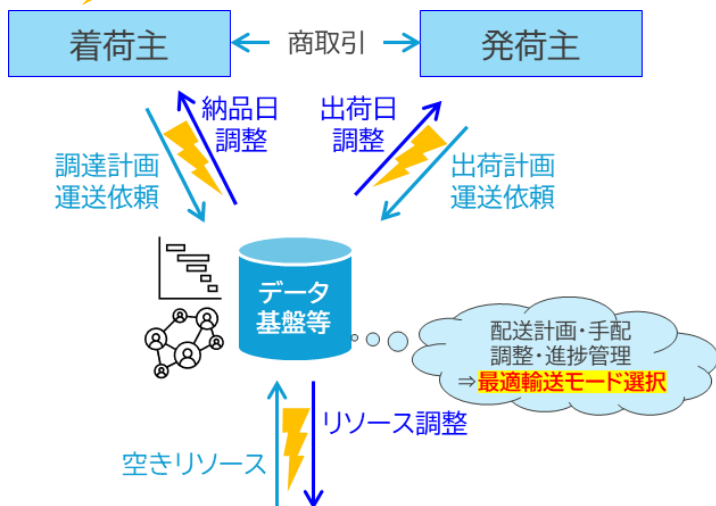 着荷主
商取引
発荷主
納品日
調整
出荷日
調整
調達計画
運送依頼
出荷計画
運送依頼
データ
基盤等
配送計画・手配
調整・進捗管理
⇒最適輸送モード選択
リソース調整
空きリソース